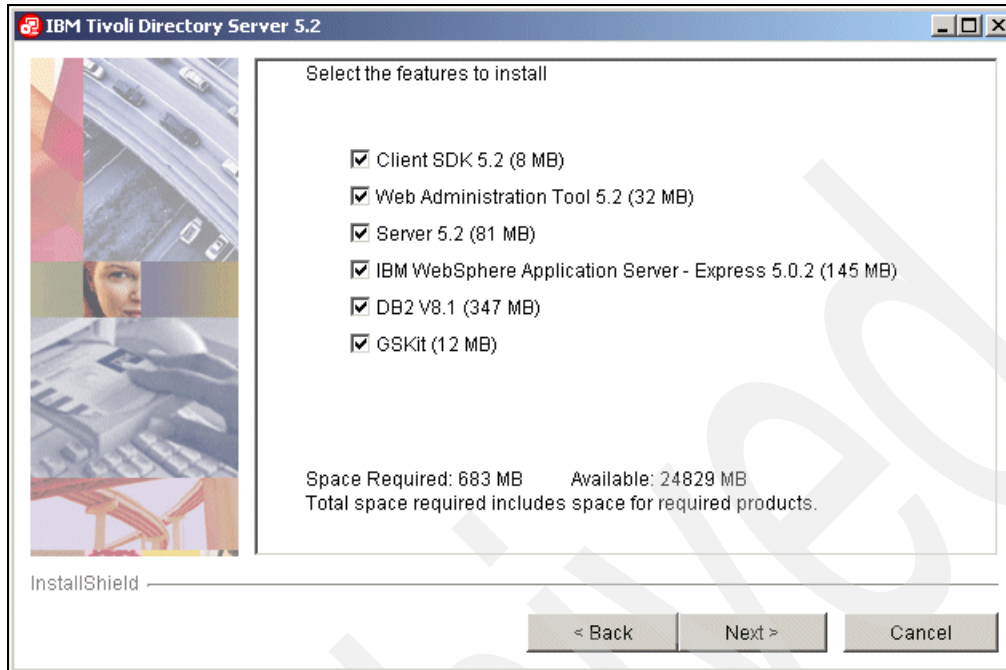 IBM Tivoli Directory Server 5.2
Select the features to install
Client SDK 5.2 (8 MB)
Web Administration Tool 5.2 (32 MB)
Server 5.2 (81 MB)
IBM WebSphere Application Server - Express 5.0.2 (145 MB)
DB2 V8.1 (347 MB)
GSKit (12 MB)
Space Required: 683 MB Available: 24829 MB
Total space required includes space for required products.
InstallShield
< Back Next > Cancel